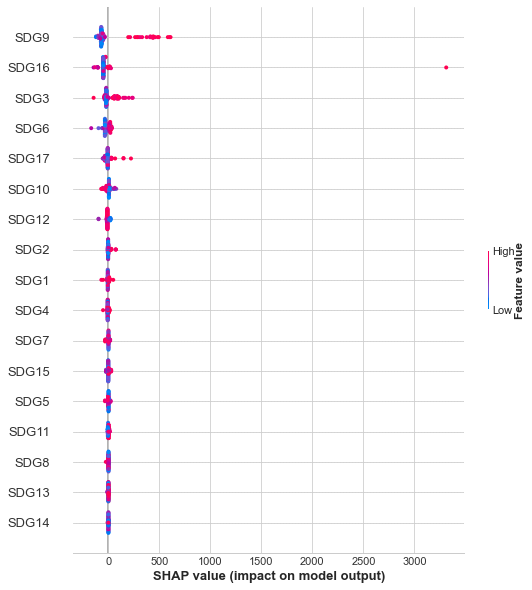 SDG9
SDG16
SDG3
SDG6
SDG17
SDG10
SDG12
SDG2
SDG1
SDG4
SDG7
SDG15
SDG5
SDG11
SDG8
SDG13
SDG14
0 500 1000 1500 2000 2500 3000
SHAP value (impact on model output)
High
Low
Feature value